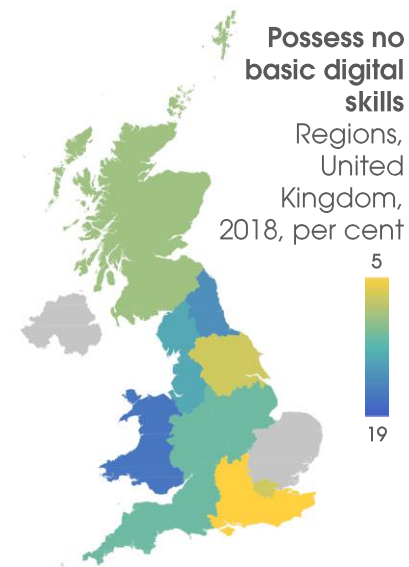 Possess no
basic digital
skills
Regions,
United
Kingdom,
2018, per cent
5
19